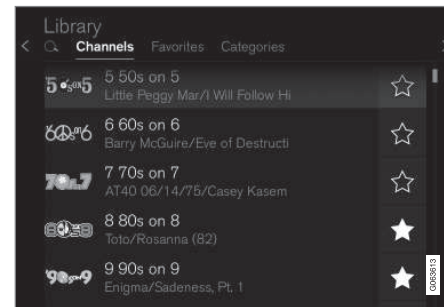 Library
Channels Favorites Categories
5 50s on 5
Little Peggy Mar/I Will Follow Hi
6 60s on 6
Barry McGuire/Eve of Destructi
7 70s on 7
AT40 06/14/75/Casey Kasem
8 80s on 8
Toto/Rosanna (82)
9 90s on 9
Enigma/Sadeness, Pt. 1
G063613